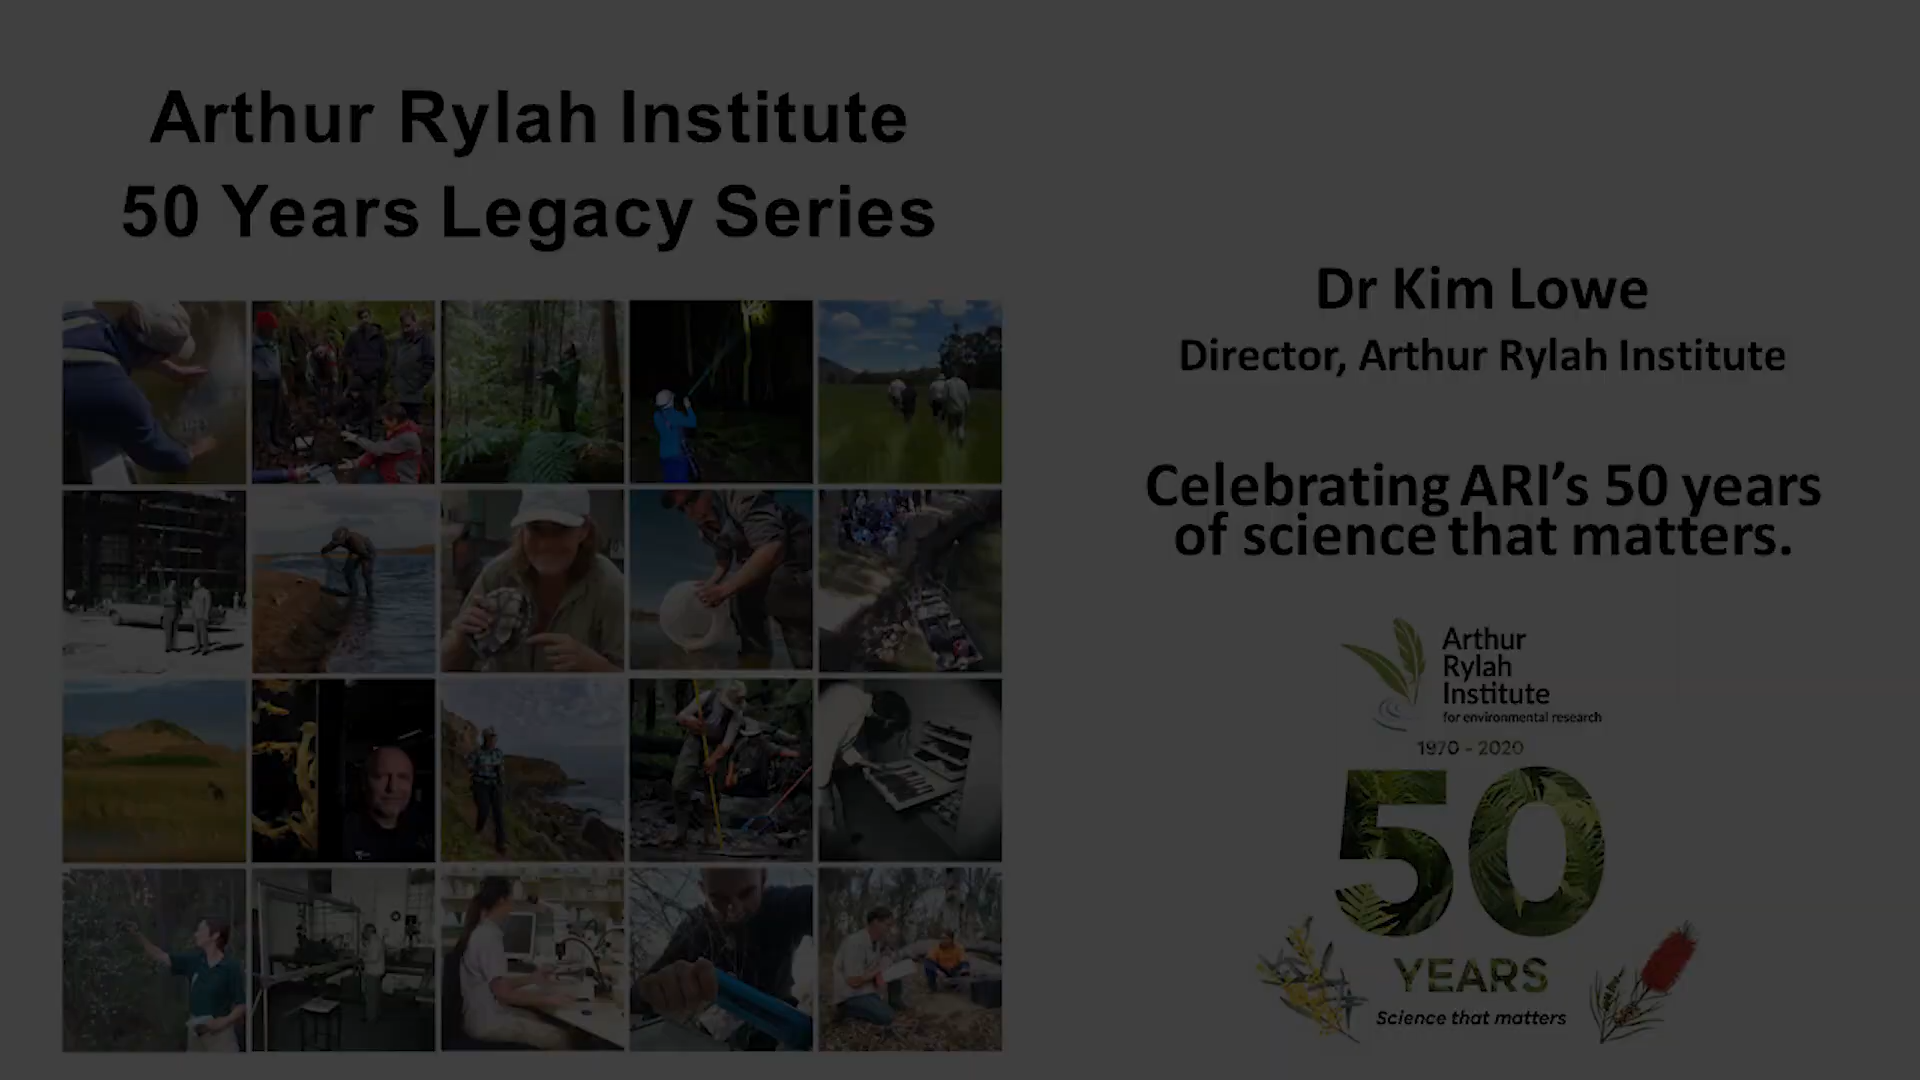 Arthur Rylah Institute
50 Years Legacy Series
Dr Kim Lowe
Director, Arthur Rylah Institute
Celebrating ARI’s 50 years
of science that matters.
Arthur
Rylah
Institute
for environmental research
1970 - 2020
50
YEARS
Science that matters